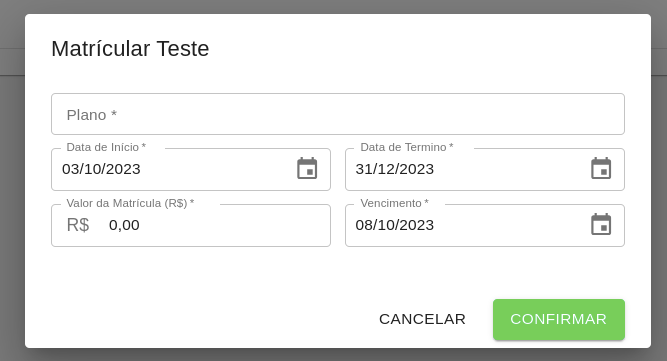 Matrícular Teste
Plano *
Data de Início * Data de Termino *
03/10/2023 31/12/2023
Valor da Matrícula (R$) * Vencimento *
R$ 0,00 08/10/2023
CANCELAR CONFIRMAR